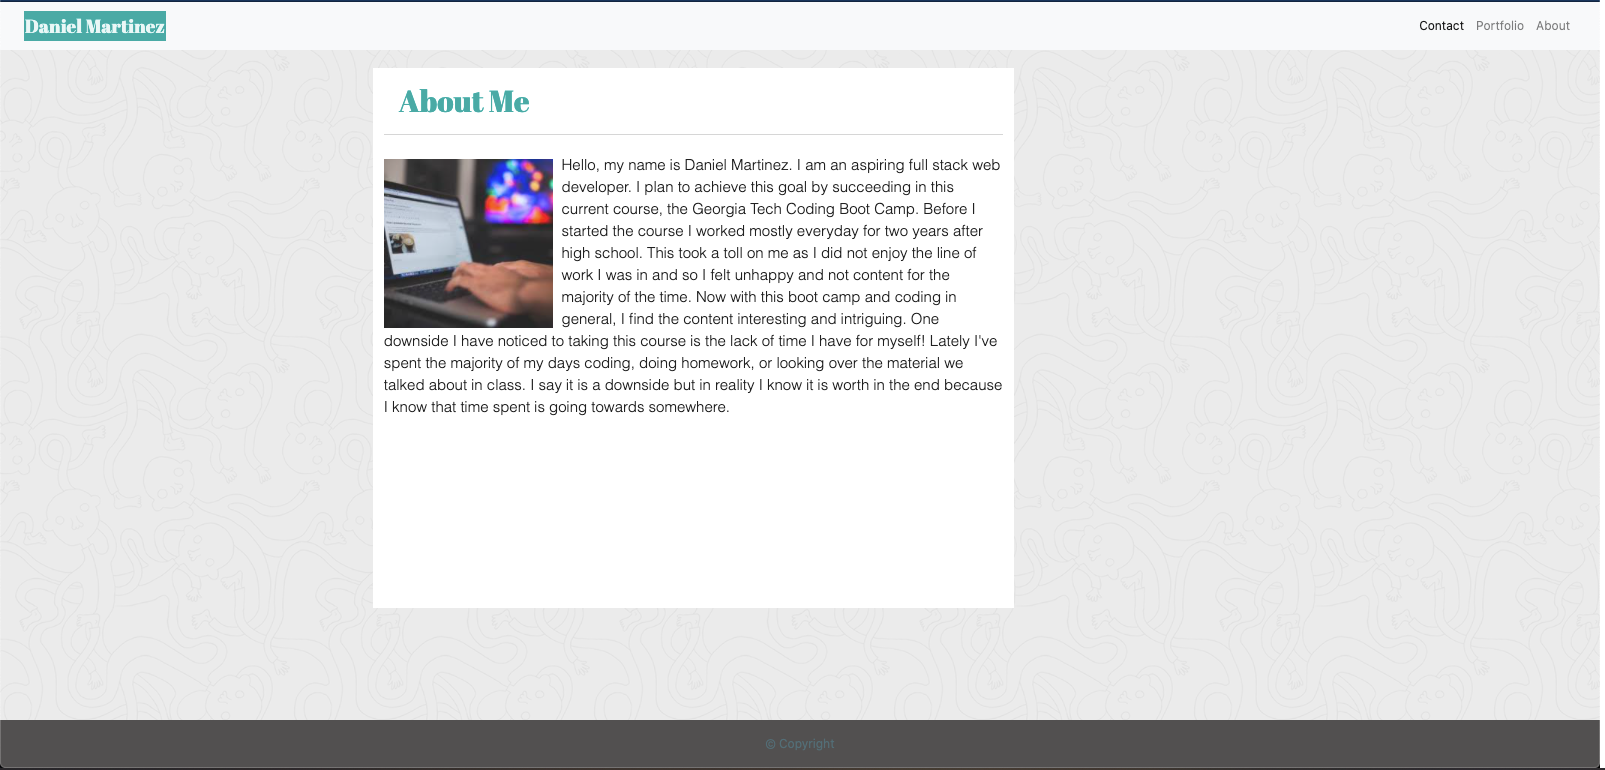 Daniel Martinez
Contact Portfolio About
About Me
Hello, my name is Daniel Martinez. I am an aspiring full stack web
developer. I plan to achieve this goal by succeeding in this
current course, the Georgia Tech Coding Boot Camp. Before I
started the course I worked mostly everyday for two years after
high school. This took a toll on me as I did not enjoy the line of
work I was in and so I felt unhappy and not content for the
majority of the time. Now with this boot camp and coding in
general, I find the content interesting and intriguing. One
downside I have noticed to taking this course is the lack of time I have for myself! Lately I've
spent the majority of my days coding, doing homework, or looking over the material we
talked about in class. I say it is a downside but in reality I know it is worth in the end because
I know that time spent is going towards somewhere.
© Copyright